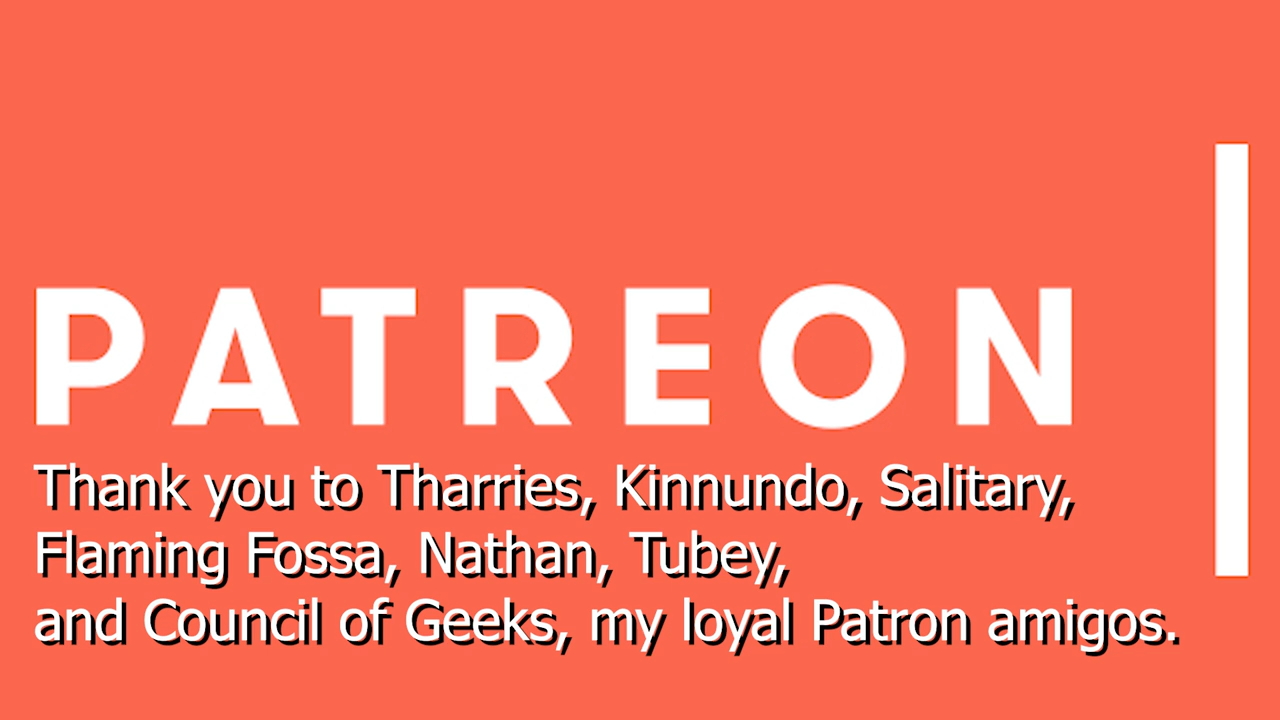 PATREON
Thank you to Tharries, Kinnundo, Salitary,
Flaming Fossa, Nathan, Tubey,
and Council of Geeks, my loyal Patron amigos.